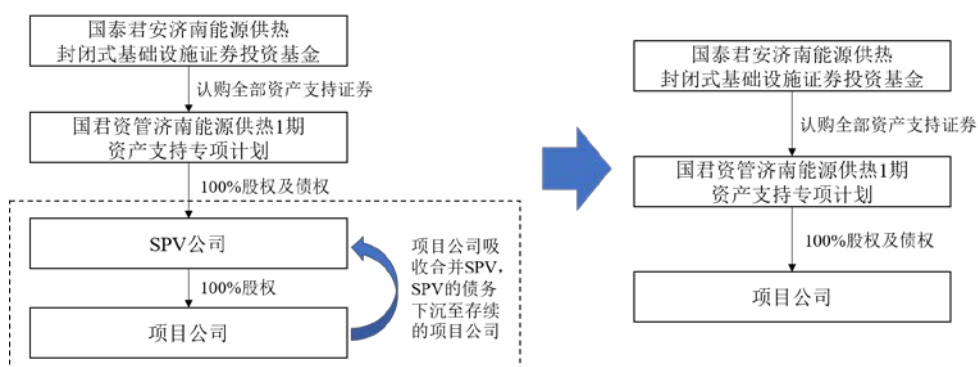 国泰君安济南能源供热
封闭式基础设施证券投资基金
认购全部资产支持证券
国君资管济南能源供热1期
资产支持专项计划
100%股权及债权
SPV公司
100%股权
项目公司
项目公司吸
收合并SPV，
SPV的债务
下沉至存续
的项目公司
国泰君安济南能源供热
封闭式基础设施证券投资基金
认购全部资产支持证券
国君资管济南能源供热1期
资产支持专项计划
100%股权及债权
项目公司